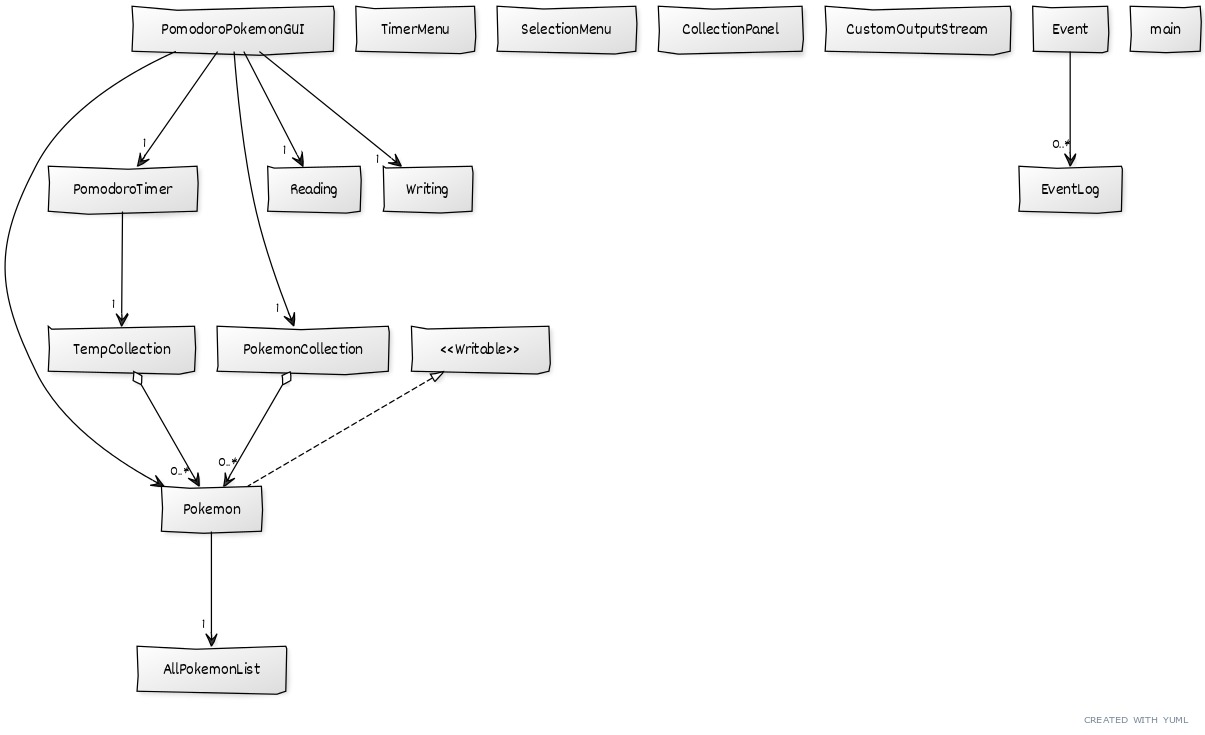 PomodoroPokemonGUI
TimerMenu
SelectionMenu
CollectionPanel
CustomOutputStream
Event
main
1
1
1
0..*
PomodoroTimer
Reading
Writing
EventLog
1
1
TempCollection
PokemonCollection
<<Writable>>
0..*
0..*
Pokemon
1
AllPokemonList
CREATED WITH YUML